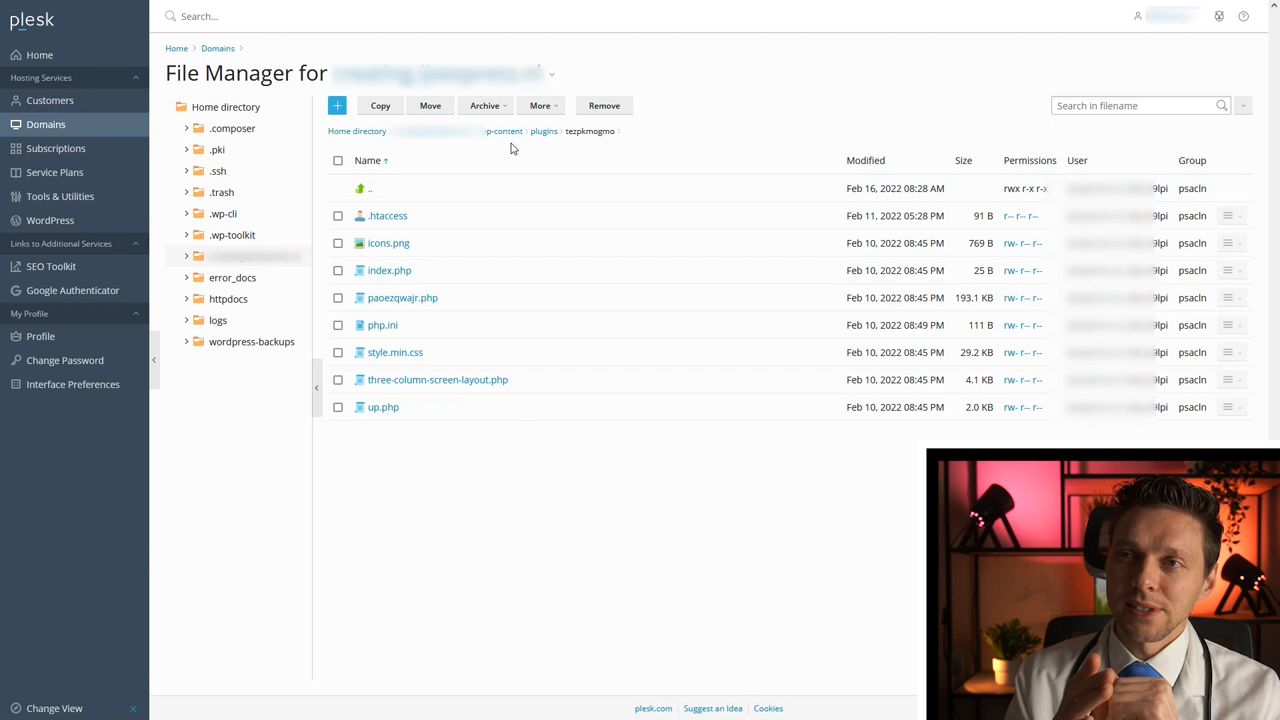 plesk
Search...
Home
Hosting Services
Customers
Domains
Subscriptions
Service Plans
Tools & Utilities
WordPress
Links to Additional Services
SEO Toolkit
Google Authenticator
My Profile
Profile
Change Password
Interface Preferences
Change View
Home > Domains >
File Manager for
Home directory
.composer
.pki
.ssh
.trash
.wp-cli
.wp-toolkit
error_docs
httpdocs
logs
wordpress-backups
+ Copy Move Archive More Remove Search in filename
Home directory p-content > plugins > tezpkmogmo >
Name Modified Size Permissions User Group
.. Feb 16, 2022 08:28 AM rwx r-x r-x 9lpi psacln
.htaccess Feb 11, 2022 05:28 PM 91 B r-- r-- r-- 9lpi psacln
icons.png Feb 10, 2022 08:45 PM 769 B rw- r-- r-- 9lpi psacln
index.php Feb 10, 2022 08:45 PM 25 B rw- r-- r-- 9lpi psacln
paoezqwajr.php Feb 10, 2022 08:45 PM 193.1 KB rw- r-- r-- 9lpi psacln
php.ini Feb 10, 2022 08:49 PM 111 B rw- r-- r-- 9lpi psacln
style.min.css Feb 10, 2022 08:45 PM 29.2 KB rw- r-- r-- 9lpi psacln
three-column-screen-layout.php Feb 10, 2022 08:45 PM 4.1 KB rw- r-- r-- 9lpi psacln
up.php Feb 10, 2022 08:45 PM 2.0 KB rw- r-- r-- 9lpi psacln
plesk.com Suggest an Idea Cookies